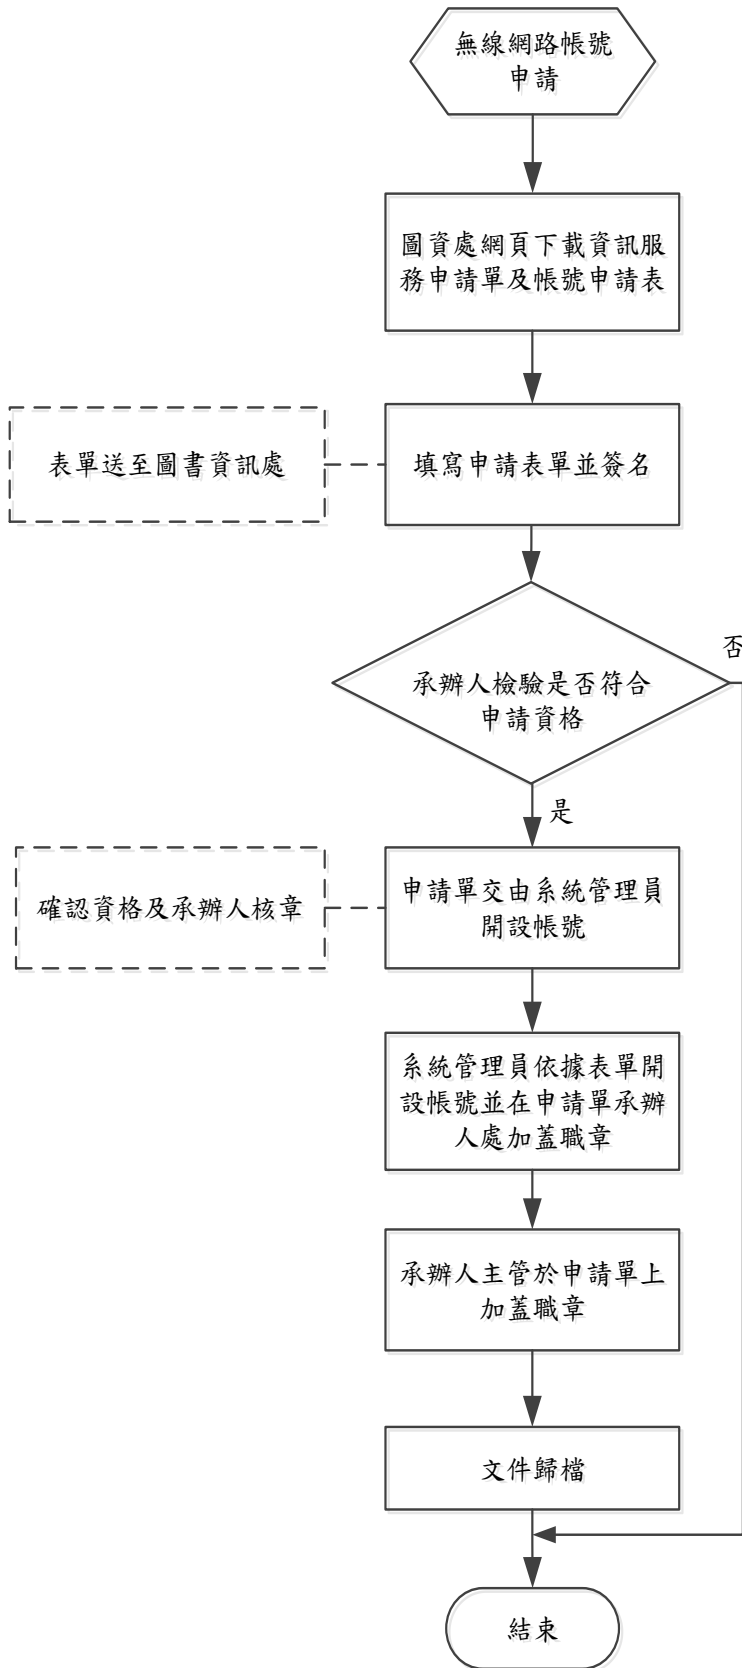 無線網路帳號
申請
圖資處網頁下載資訊服
務申請單及帳號申請表
表單送至圖書資訊處
填寫申請表單並簽名
否
承辦人檢驗是否符合
申請資格
是
確認資格及承辦人核章
申請單交由系統管理員
開設帳號
系統管理員依據表單開
設帳號並在申請單承辦
人處加蓋職章
承辦人主管於申請單上
加蓋職章
文件歸檔
結束